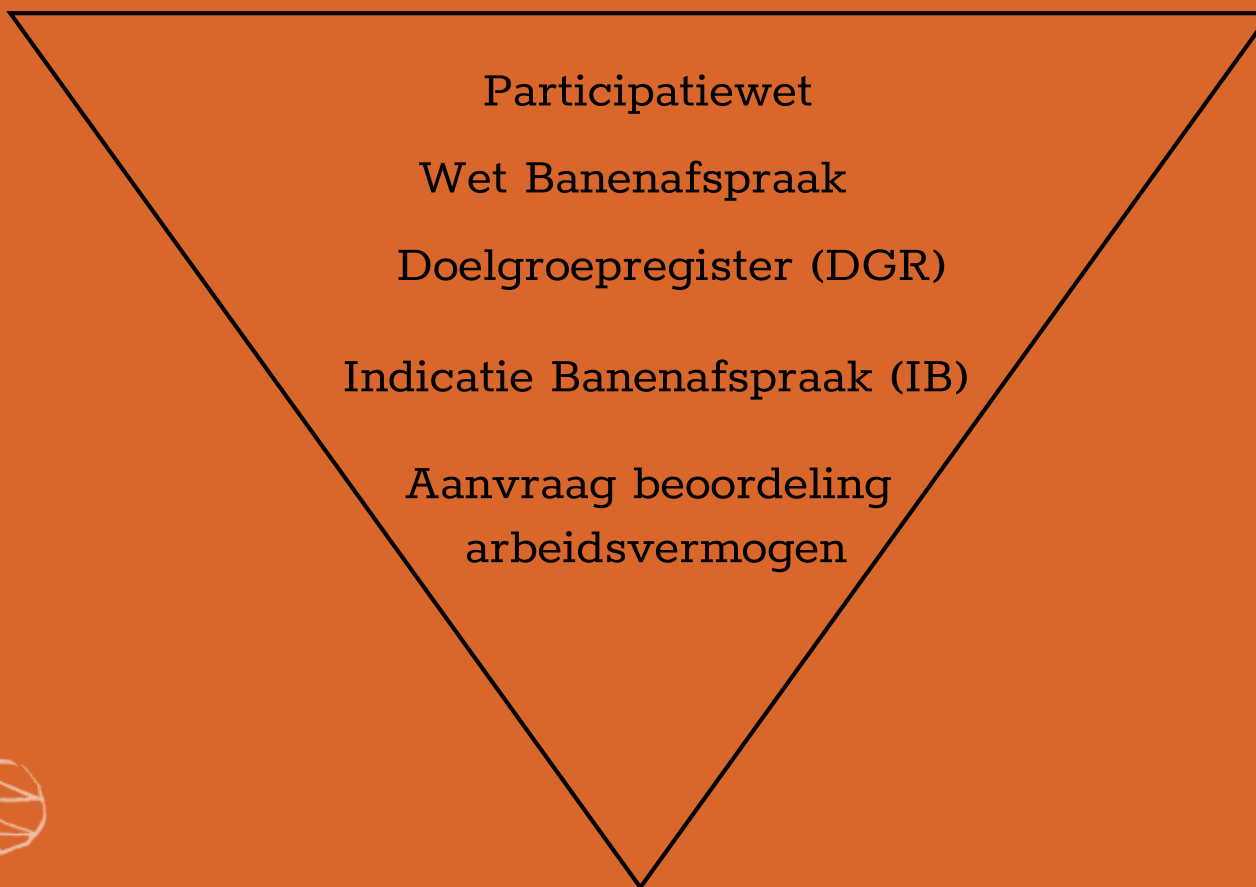 Participatiewet
Wet Banenafspraak
Doelgroepregister (DGR)
Indicatie Banenafspraak (IB)
Aanvraag beoordeling
arbeidsvermogen